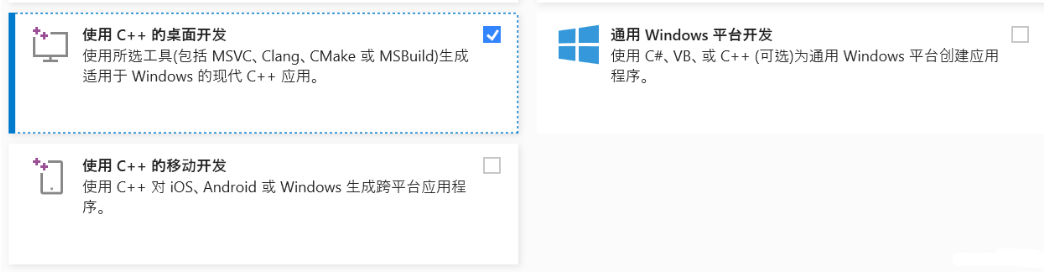 使用 C++ 的桌面开发
使用所选工具(包括 MSVC、Clang、CMake 或 MSBuild)生成
适用于 Windows 的现代 C++ 应用。
通用 Windows 平台开发
使用 C#、VB、或 C++ (可选)为通用 Windows 平台创建应用
程序。
使用 C++ 的移动开发
使用 C++ 对 iOS、Android 或 Windows 生成跨平台应用程
序。